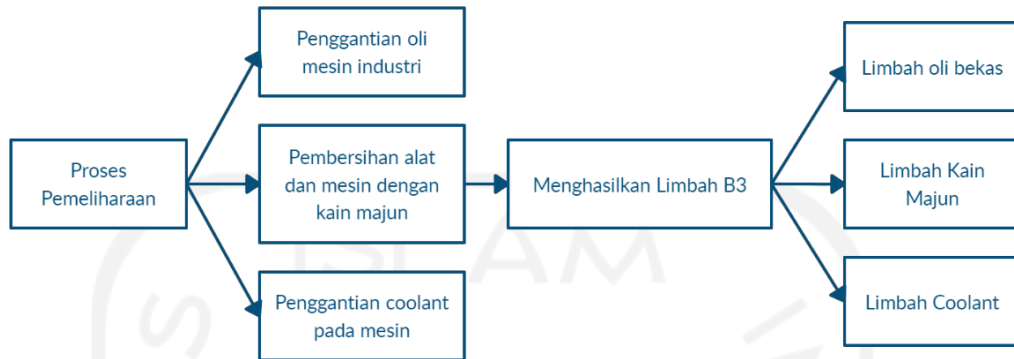 Penggantian oli
mesin industri
Limbah oli bekas
Proses
Pemeliharaan
Pembersihan alat
dan mesin dengan
kain majun
Menghasilkan Limbah B3
Limbah Kain
Majun
Penggantian coolant
pada mesin
Limbah Coolant
ISLAM